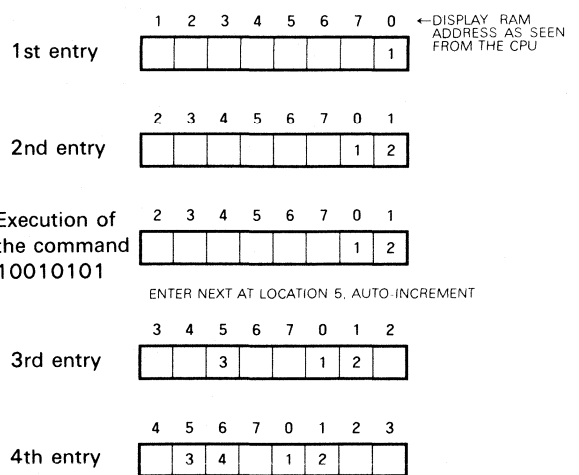 1 2 3 4 5 6 7 0 ←DISPLAY RAM
ADDRESS AS SEEN
FROM THE CPU
1st entry
1
2 3 4 5 6 7 0 1
2nd entry
1 2
Execution of
the command
10010101
2 3 4 5 6 7 0 1
1 2
ENTER NEXT AT LOCATION 5, AUTO-INCREMENT
3 4 5 6 7 0 1 2
3rd entry
3 1 2
4 5 6 7 0 1 2 3
4th entry
3 4 1 2